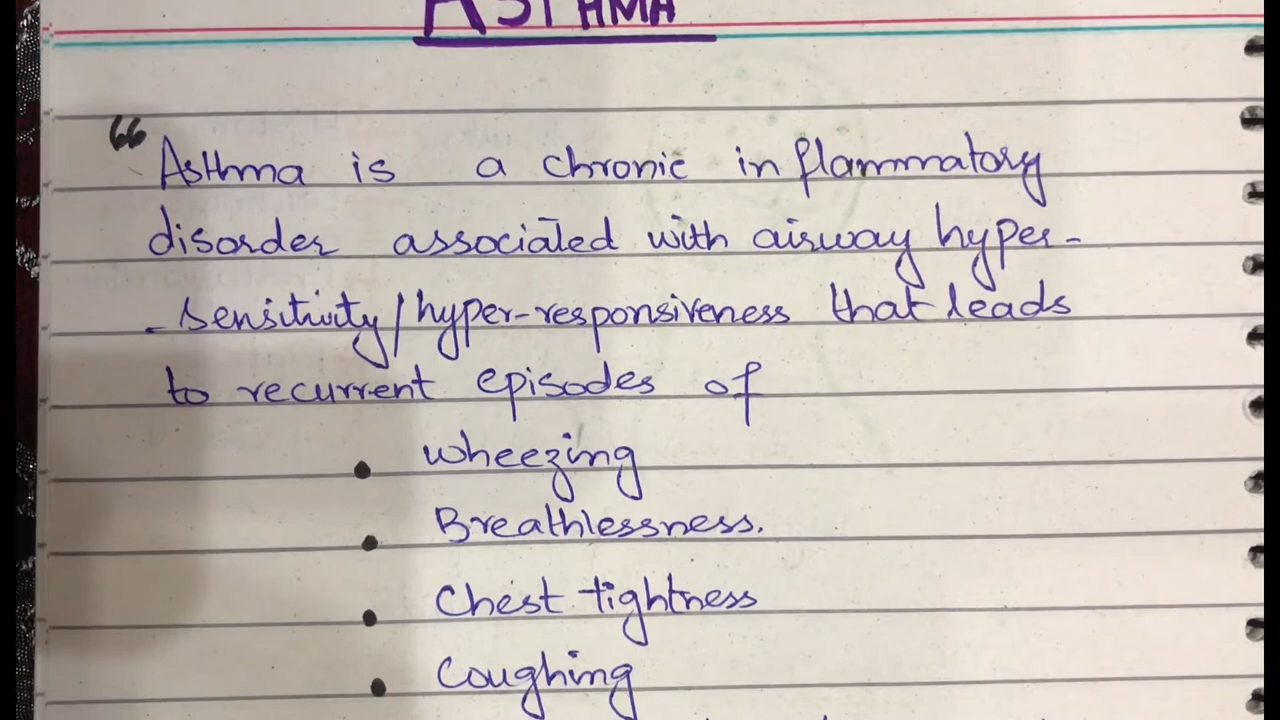 ASTHMA
“Asthma is a chronic inflammatory
disorder associated with airway hyper-
-sensitivity/hyper-responsiveness that leads
to recurrent episodes of
• Wheezing
• Breathlessness.
• Chest tightness
• Coughing